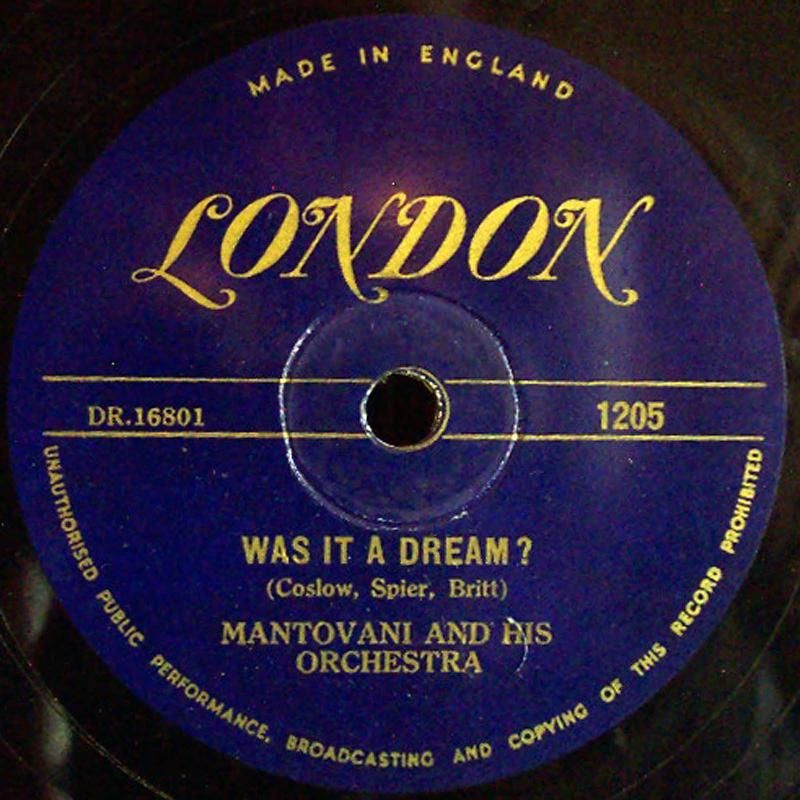 MADE IN ENGLAND
LONDON
DR.16801 1205
WAS IT A DREAM?
(Coslow, Spier, Britt)
MANTOVANI AND HIS
ORCHESTRA
UNAUTHORISED PUBLIC PERFORMANCE, BROADCASTING AND COPYING OF THIS RECORD PROHIBITED